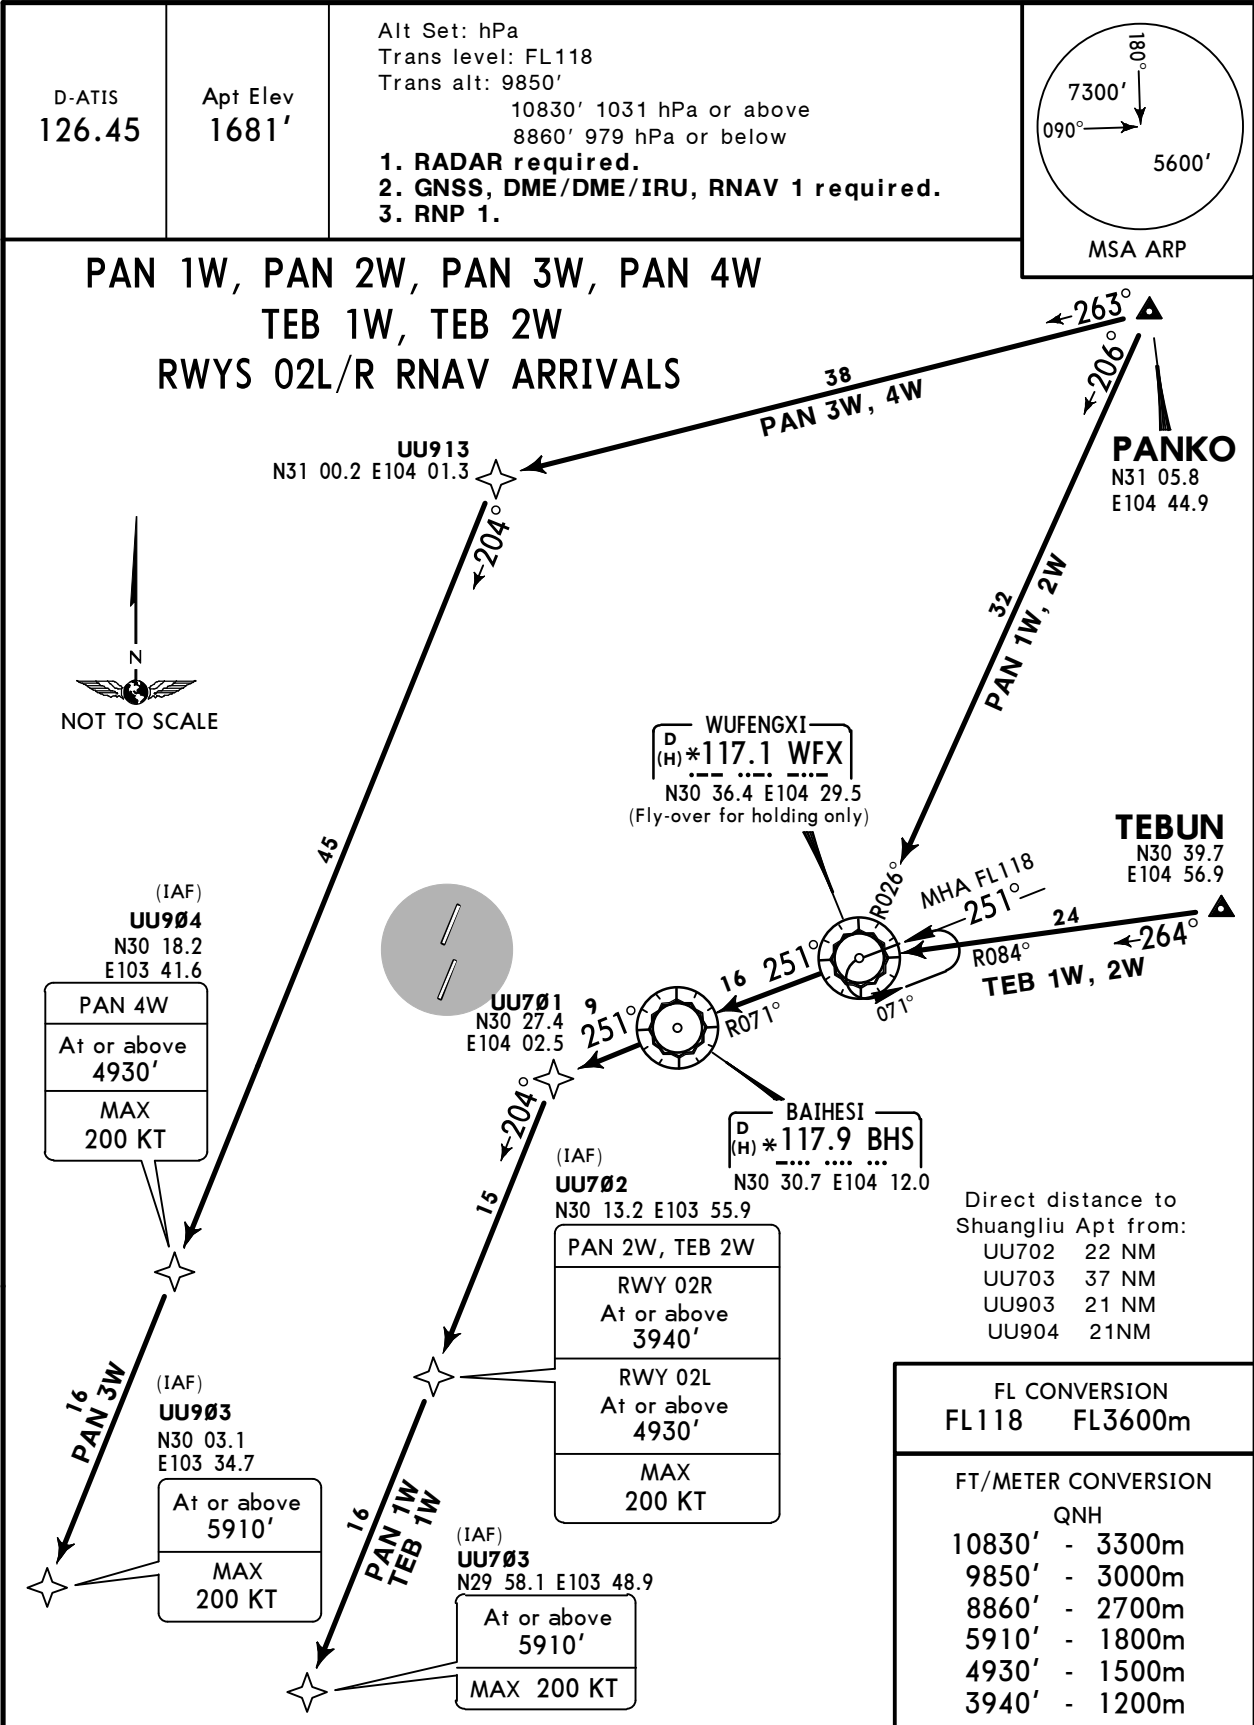 D-ATIS
126.45
Apt Elev
1681'
Alt Set: hPa
Trans level: FL118
Trans alt: 9850'
10830' 1031 hPa or above
8860' 979 hPa or below
1. RADAR required.
2. GNSS, DME/DME/IRU, RNAV 1 required.
3. RNP 1.
180°
7300'
090°
5600'
MSA ARP
PAN 1W, PAN 2W, PAN 3W, PAN 4W
TEB 1W, TEB 2W
RWYS 02L/R RNAV ARRIVALS
263°
206°
38
PAN 3W, 4W
PANKO
N31 05.8
E104 44.9
UU913
N31 00.2 E104 01.3
204°
32
PAN 1W, 2W
N
NOT TO SCALE
WUFENGXI
D
(H) *117.1 WFX
N30 36.4 E104 29.5
(Fly-over for holding only)
TEBUN
N30 39.7
E104 56.9
45
R026°
MHA FL118
251°
24
264°
R084°
TEB 1W, 2W
071°
(IAF)
UU9Ø4
N30 18.2
E103 41.6
PAN 4W
At or above
4930'
MAX
200 KT
16 251°
R071°
UU7Ø1
N30 27.4
E104 02.5
9
251°
204°
BAIHESI
D
(H) *117.9 BHS
N30 30.7 E104 12.0
15
(IAF)
UU7Ø2
N30 13.2 E103 55.9
PAN 2W, TEB 2W
RWY 02R
At or above
3940'
RWY 02L
At or above
4930'
MAX
200 KT
Direct distance to
Shuangliu Apt from:
UU702 22 NM
UU703 37 NM
UU903 21 NM
UU904 21NM
16
PAN 3W
(IAF)
UU9Ø3
N30 03.1
E103 34.7
At or above
5910'
MAX
200 KT
16
PAN 1W
TEB 1W
(IAF)
UU7Ø3
N29 58.1 E103 48.9
At or above
5910'
MAX 200 KT
FL CONVERSION
FL118 FL3600m
FT/METER CONVERSION
QNH
10830' - 3300m
9850' - 3000m
8860' - 2700m
5910' - 1800m
4930' - 1500m
3940' - 1200m